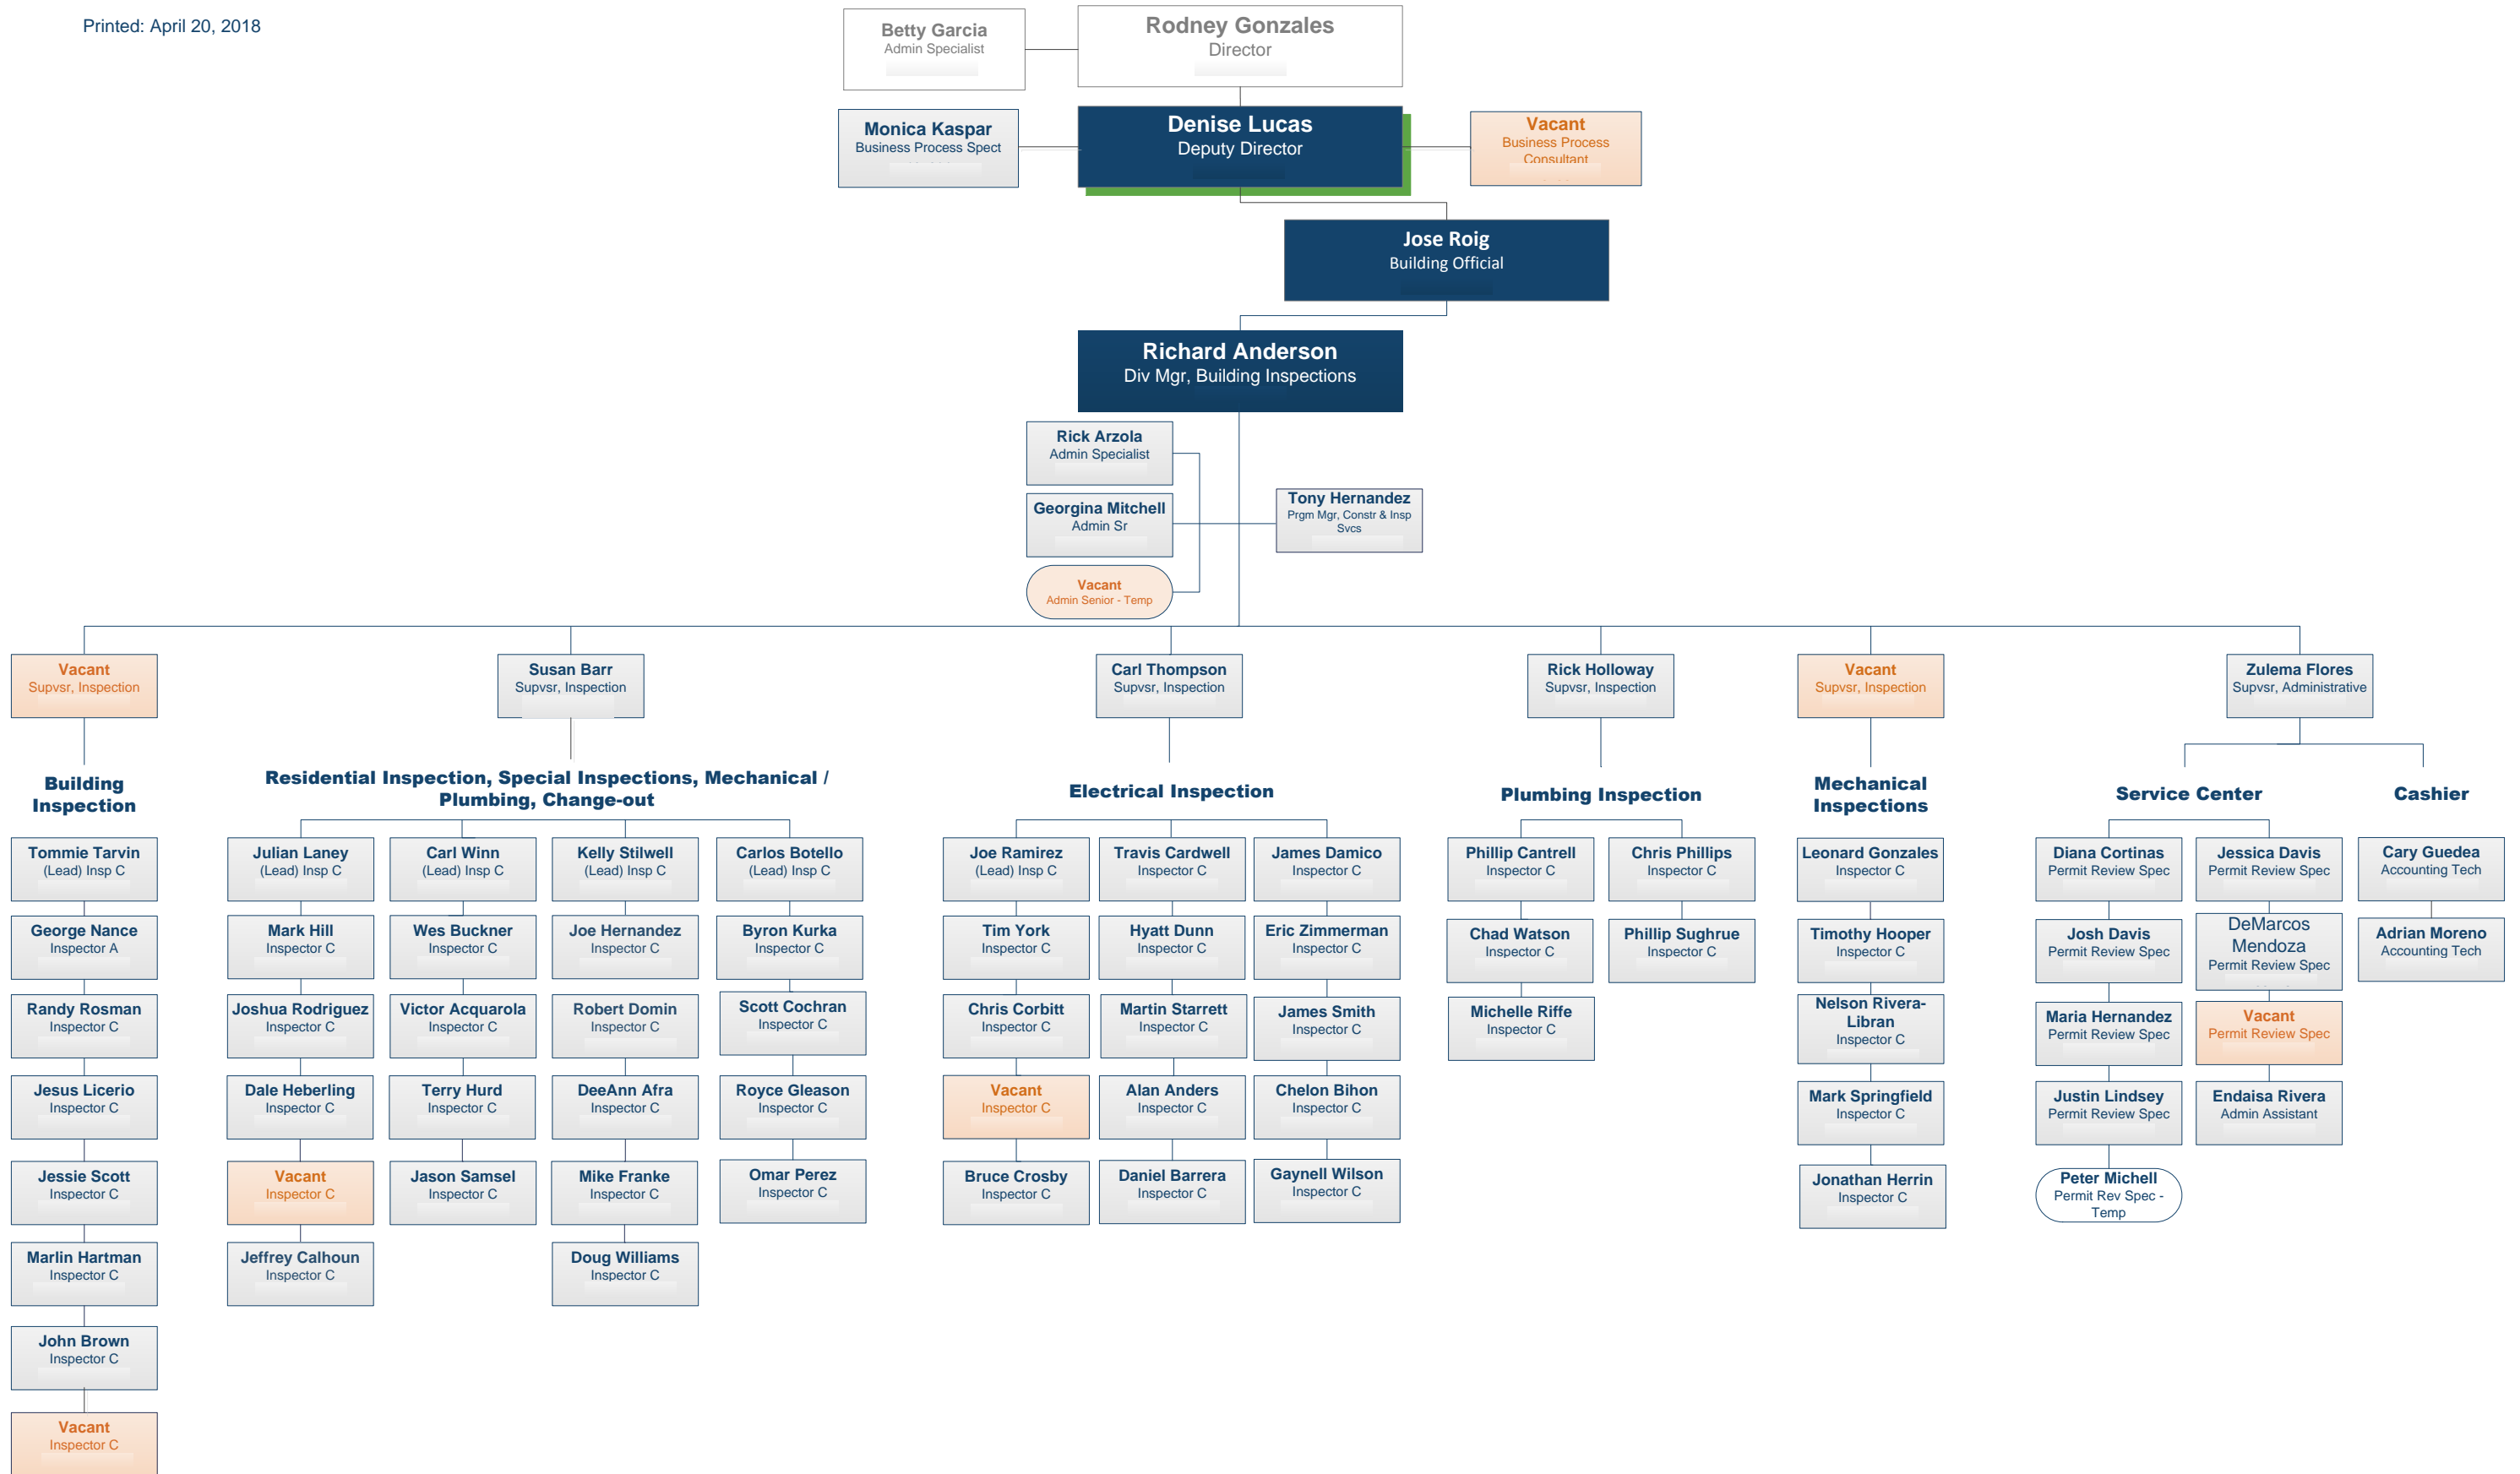 Printed: April 20, 2018
Betty Garcia
Admin Specialist
Rodney Gonzales
Director
Monica Kaspar
Business Process Spect
Denise Lucas
Deputy Director
Vacant
Business Process
Consultant
Jose Roig
Building Official
Richard Anderson
Div Mgr, Building Inspections
Rick Arzola
Admin Specialist
Georgina Mitchell
Admin Sr
Tony Hernandez
Prgm Mgr, Constr & Insp
Svcs
Vacant
Admin Senior - Temp
Vacant
Supvsr, Inspection
Susan Barr
Supvsr, Inspection
Carl Thompson
Supvsr, Inspection
Rick Holloway
Supvsr, Inspection
Vacant
Supvsr, Inspection
Zulema Flores
Supvsr, Administrative
Building
Inspection
Tommie Tarvin
(Lead) Insp C
George Nance
Inspector A
Randy Rosman
Inspector C
Jesus Licerio
Inspector C
Jessie Scott
Inspector C
Marlin Hartman
Inspector C
John Brown
Inspector C
Vacant
Inspector C
Residential Inspection, Special Inspections, Mechanical /
Plumbing, Change-out
Julian Laney
(Lead) Insp C
Mark Hill
Inspector C
Joshua Rodriguez
Inspector C
Dale Heberling
Inspector C
Vacant
Inspector C
Jeffrey Calhoun
Inspector C
Carl Winn
(Lead) Insp C
Wes Buckner
Inspector C
Victor Acquarola
Inspector C
Terry Hurd
Inspector C
Jason Samsel
Inspector C
Kelly Stilwell
(Lead) Insp C
Joe Hernandez
Inspector C
Robert Domin
Inspector C
DeeAnn Afra
Inspector C
Mike Franke
Inspector C
Doug Williams
Inspector C
Carlos Botello
(Lead) Insp C
Byron Kurka
Inspector C
Scott Cochran
Inspector C
Royce Gleason
Inspector C
Omar Perez
Inspector C
Electrical Inspection
Joe Ramirez
(Lead) Insp C
Tim York
Inspector C
Chris Corbitt
Inspector C
Vacant
Inspector C
Bruce Crosby
Inspector C
Travis Cardwell
Inspector C
Hyatt Dunn
Inspector C
Martin Starrett
Inspector C
Alan Anders
Inspector C
Daniel Barrera
Inspector C
James Damico
Inspector C
Eric Zimmerman
Inspector C
James Smith
Inspector C
Chelon Bihon
Inspector C
Gaynell Wilson
Inspector C
Plumbing Inspection
Phillip Cantrell
Inspector C
Chad Watson
Inspector C
Michelle Riffe
Inspector C
Chris Phillips
Inspector C
Phillip Sughrue
Inspector C
Mechanical
Inspections
Leonard Gonzales
Inspector C
Timothy Hooper
Inspector C
Nelson Rivera-
Libran
Inspector C
Mark Springfield
Inspector C
Jonathan Herrin
Inspector C
Service Center
Diana Cortinas
Permit Review Spec
Josh Davis
Permit Review Spec
Maria Hernandez
Permit Review Spec
Justin Lindsey
Permit Review Spec
Peter Michell
Permit Rev Spec -
Temp
Jessica Davis
Permit Review Spec
DeMarcos
Mendoza
Permit Review Spec
Vacant
Permit Review Spec
Endaisa Rivera
Admin Assistant
Cashier
Cary Guedea
Accounting Tech
Adrian Moreno
Accounting Tech